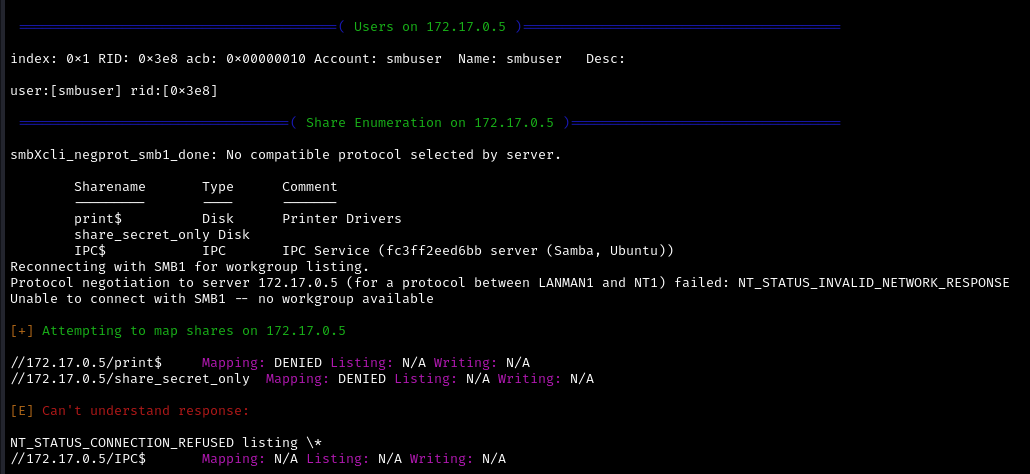 ( Users on 172.17.0.5 )
index: 0×1 RID: 0×3e8 acb: 0×00000010 Account: smbuser  Name: smbuser   Desc:
user:[smbuser] rid:[0×3e8]
( Share Enumeration on 172.17.0.5 )
smbXcli_negprot_smb1_done: No compatible protocol selected by server.
Sharename       Type      Comment
print$          Disk      Printer Drivers
share_secret_only Disk
IPC$            IPC       IPC Service (fc3ff2eed6bb server (Samba, Ubuntu))
Reconnecting with SMB1 for workgroup listing.
Protocol negotiation to server 172.17.0.5 (for a protocol between LANMAN1 and NT1) failed: NT_STATUS_INVALID_NETWORK_RESPONSE
Unable to connect with SMB1 -- no workgroup available
[+] Attempting to map shares on 172.17.0.5
//172.17.0.5/print$     Mapping: DENIED Listing: N/A Writing: N/A
//172.17.0.5/share_secret_only  Mapping: DENIED Listing: N/A Writing: N/A
[E] Can't understand response:
NT_STATUS_CONNECTION_REFUSED listing \*
//172.17.0.5/IPC$       Mapping: N/A Listing: N/A Writing: N/A